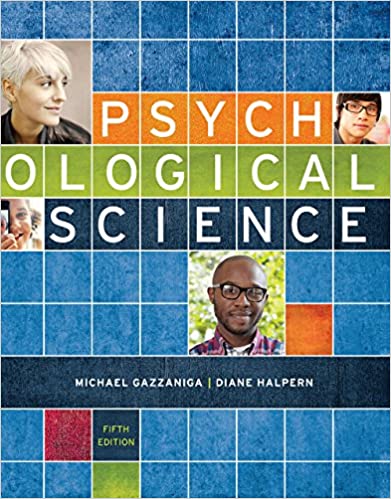 PSYCH
OLOGICAL
SCIENCE
MICHAEL GAZZANIGA | DIANE HALPERN
FIFTH
EDITION